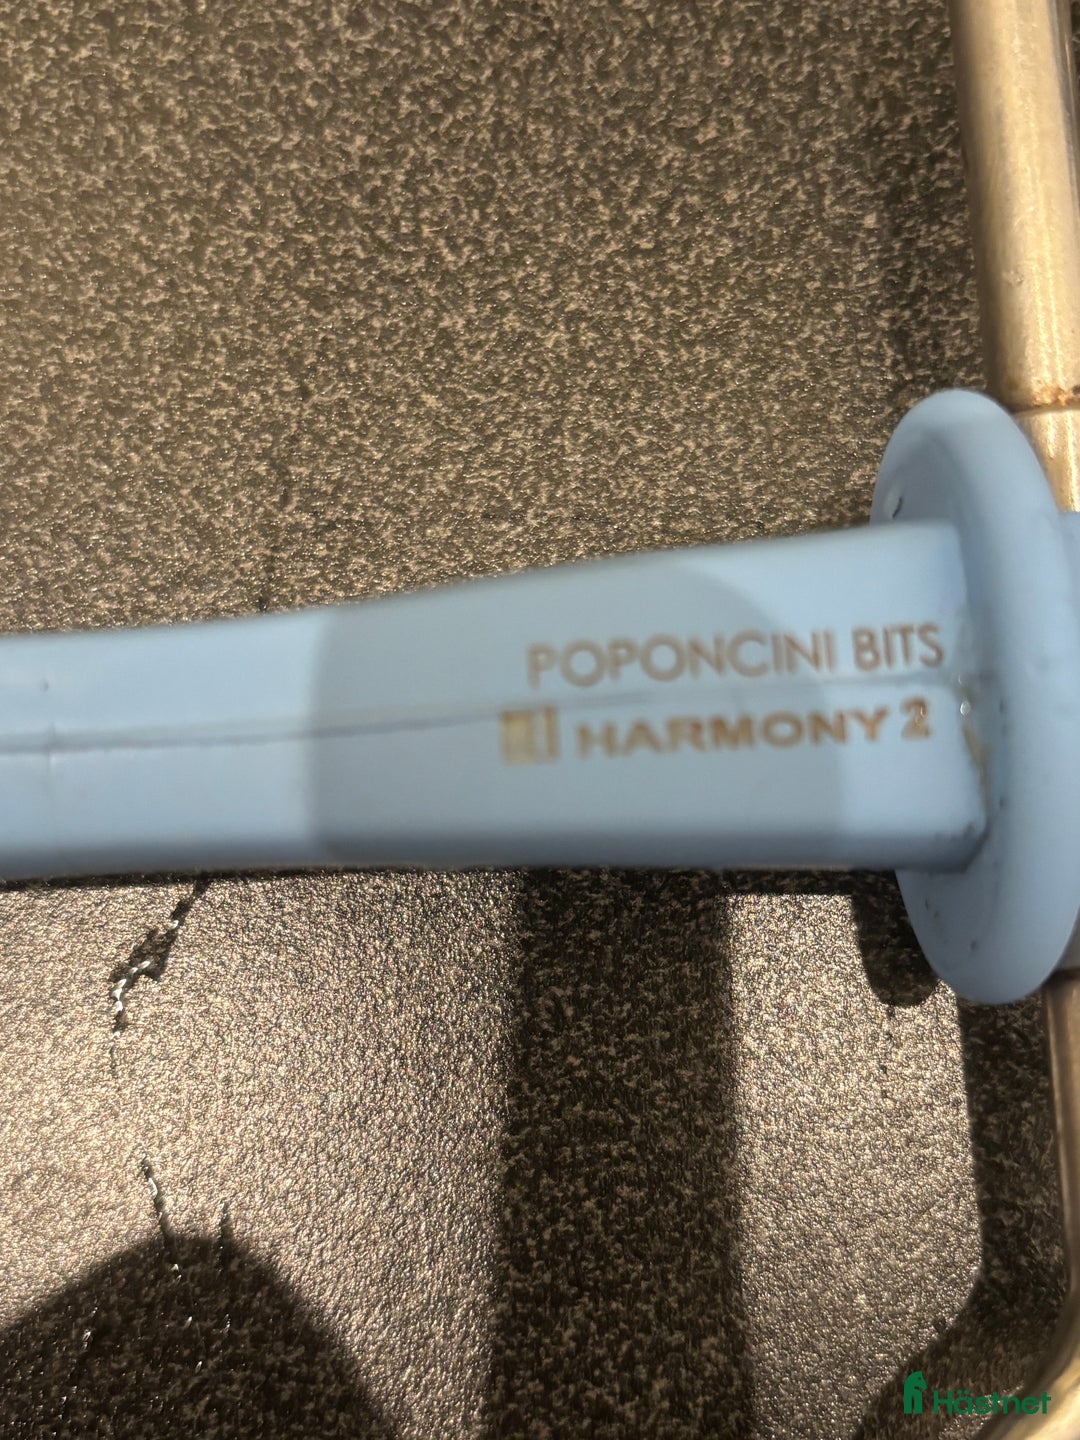 POPONCINI BITS
HARMONY 2
Hästnet